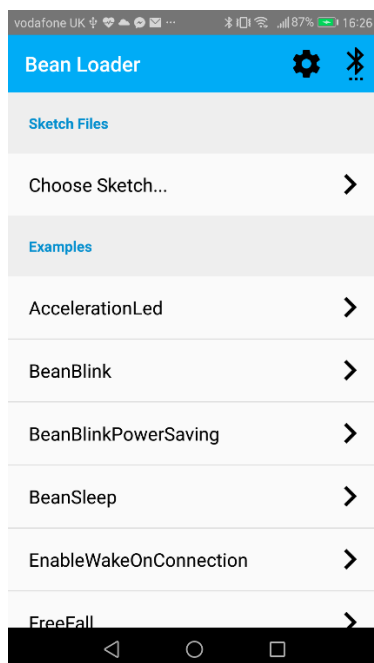 vodafone UK ... 87% 16:26
Bean Loader
Sketch Files
Choose Sketch...
Examples
AccelerationLed
BeanBlink
BeanBlinkPowerSaving
BeanSleep
EnableWakeOnConnection
FreeFall